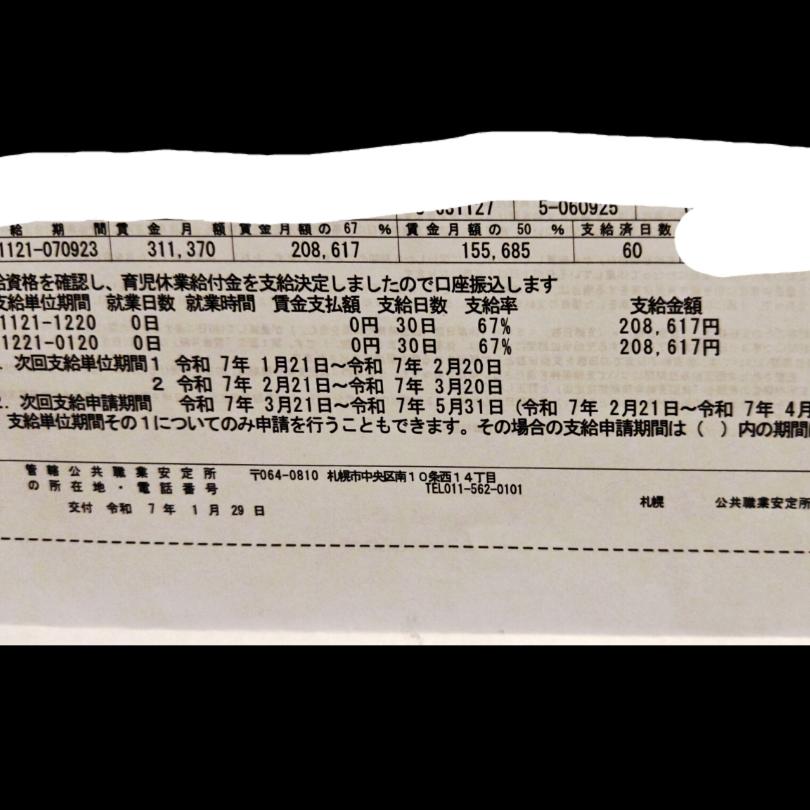 5-060925
給 期 間 賃 金 月 額 賃金月額の 67 % 賃金月額の 50 % 支給済日数
1121-070923 311,370 208,617 155,685 60
給資格を確認し、育児休業給付金を支給決定しましたので口座振込します
支給単位期間 就業日数 就業時間 賃金支払額 支給日数 支給率 支給金額
1121-1220 0日 0円 30日 67% 208,617円
1221-0120 0日 0円 30日 67% 208,617円
. 次回支給単位期間1 令和 7年 1月21日~令和 7年 2月20日
2 令和 7年 2月21日~令和 7年 3月20日
2. 次回支給申請期間 令和 7年 3月21日~令和 7年 5月31日(令和 7年 2月21日~令和 7年 4月
支給単位期間その1についてのみ申請を行うこともできます。その場合の支給申請期間は( )内の期間
管轄公共職業安定所 〒064-0810 札幌市中央区南10条西14丁目
の所在地・電話番号 TEL011-562-0101
札幌 公共職業安定所
交付 令和 7年 1月 29日